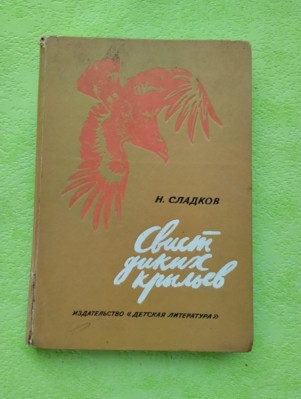 Н. СЛАДКОВ
Свист
диких
крыльев
ИЗДАТЕЛЬСТВО «ДЕТСКАЯ ЛИТЕРАТУРА»